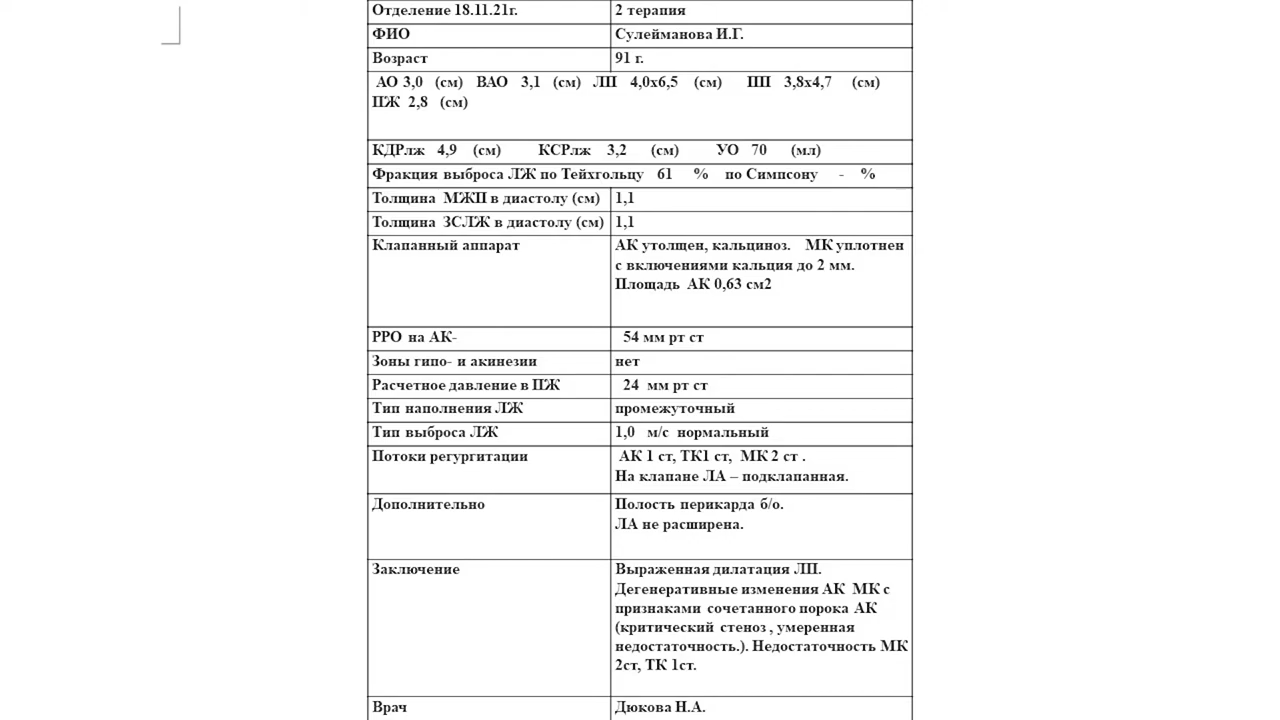 Отделение 18.11.21г. 2 терапия
ФИО Сулейманова И.Г.
Возраст 91 г.
АО 3,0 (см) ВАО 3,1 (см) ЛП 4,0х6,5 (см) ПП 3,8х4,7 (см)
ПЖ 2,8 (см)
КДРлж 4,9 (см) КСРлж 3,2 (см) УО 70 (мл)
Фракция выброса ЛЖ по Тейхгольцу 61 % по Симпсону - %
Толщина МЖП в диастолу (см) 1,1
Толщина ЗСЛЖ в диастолу (см) 1,1
Клапанный аппарат АК утолщен, кальциноз. МК уплотнен
с включениями кальция до 2 мм.
Площадь АК 0,63 см2
РРО на АК- 54 мм рт ст
Зоны гипо- и акинезии нет
Расчетное давление в ПЖ 24 мм рт ст
Тип наполнения ЛЖ промежуточный
Тип выброса ЛЖ 1,0 м/с нормальный
Потоки регургитации АК 1 ст, ТК1 ст, МК 2 ст .
На клапане ЛА – подклапанная.
Дополнительно Полость перикарда б/о.
ЛА не расширена.
Заключение Выраженная дилатация ЛП.
Дегенеративные изменения АК МК с
признаками сочетанного порока АК
(критический стеноз , умеренная
недостаточность.). Недостаточность МК
2ст, ТК 1ст.
Врач Дюкова Н.А.